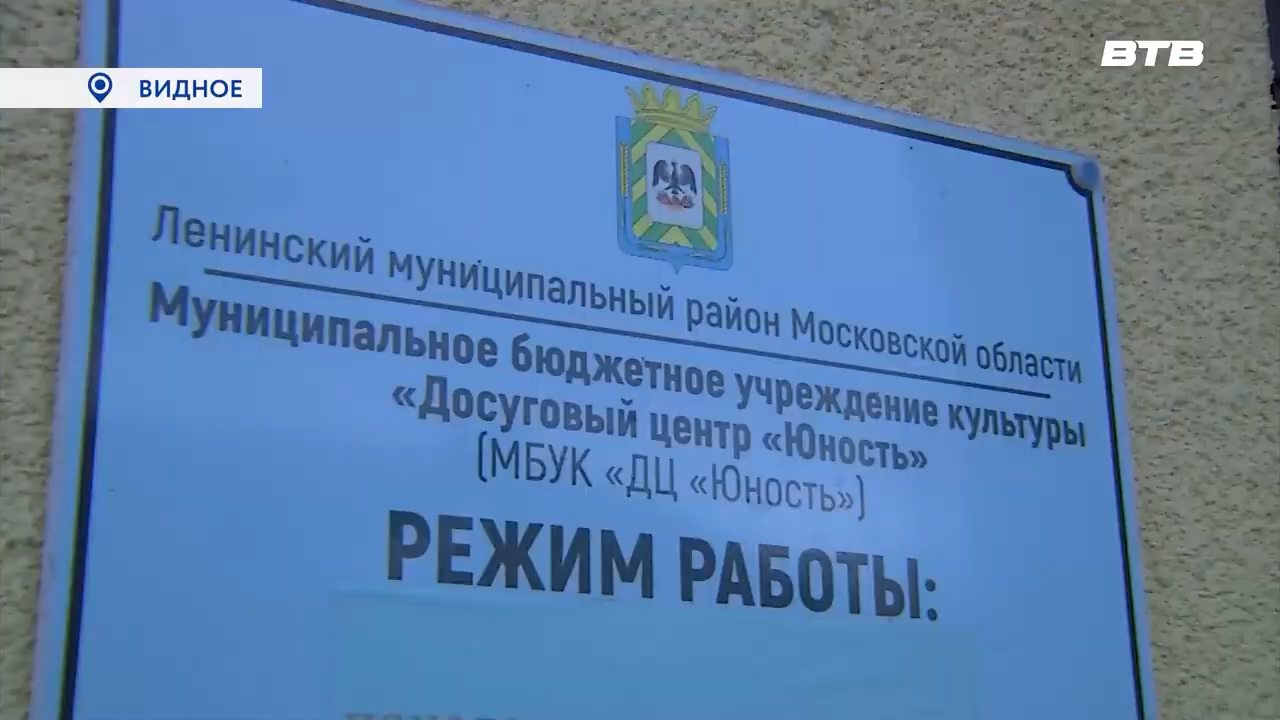 ВТВ
ВИДНОЕ
Ленинский муниципальный район Московской области
Муниципальное бюджетное учреждение культуры
«Досуговый центр «Юность»
(МБУК «ДЦ «Юность»)
РЕЖИМ РАБОТЫ: